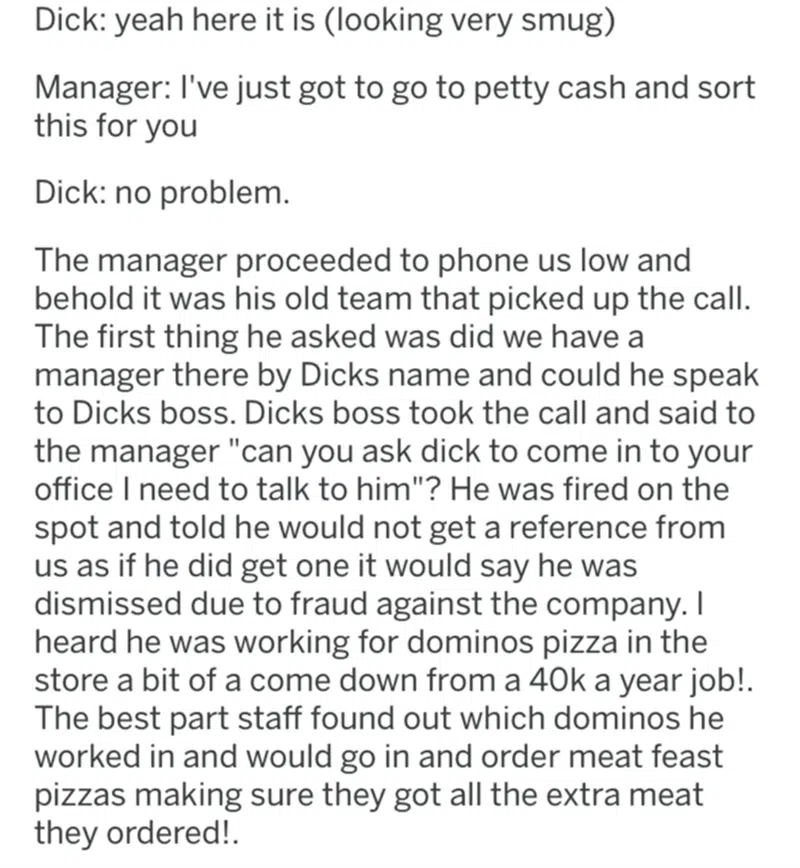 Dick: yeah here it is (looking very smug)
Manager: I've just got to go to petty cash and sort
this for you
Dick: no problem.
The manager proceeded to phone us low and
behold it was his old team that picked up the call.
The first thing he asked was did we have a
manager there by Dicks name and could he speak
to Dicks boss. Dicks boss took the call and said to
the manager "can you ask dick to come in to your
office I need to talk to him"? He was fired on the
spot and told he would not get a reference from
us as if he did get one it would say he was
dismissed due to fraud against the company. I
heard he was working for dominos pizza in the
store a bit of a come down from a 40k a year job!.
The best part staff found out which dominos he
worked in and would go in and order meat feast
pizzas making sure they got all the extra meat
they ordered!.